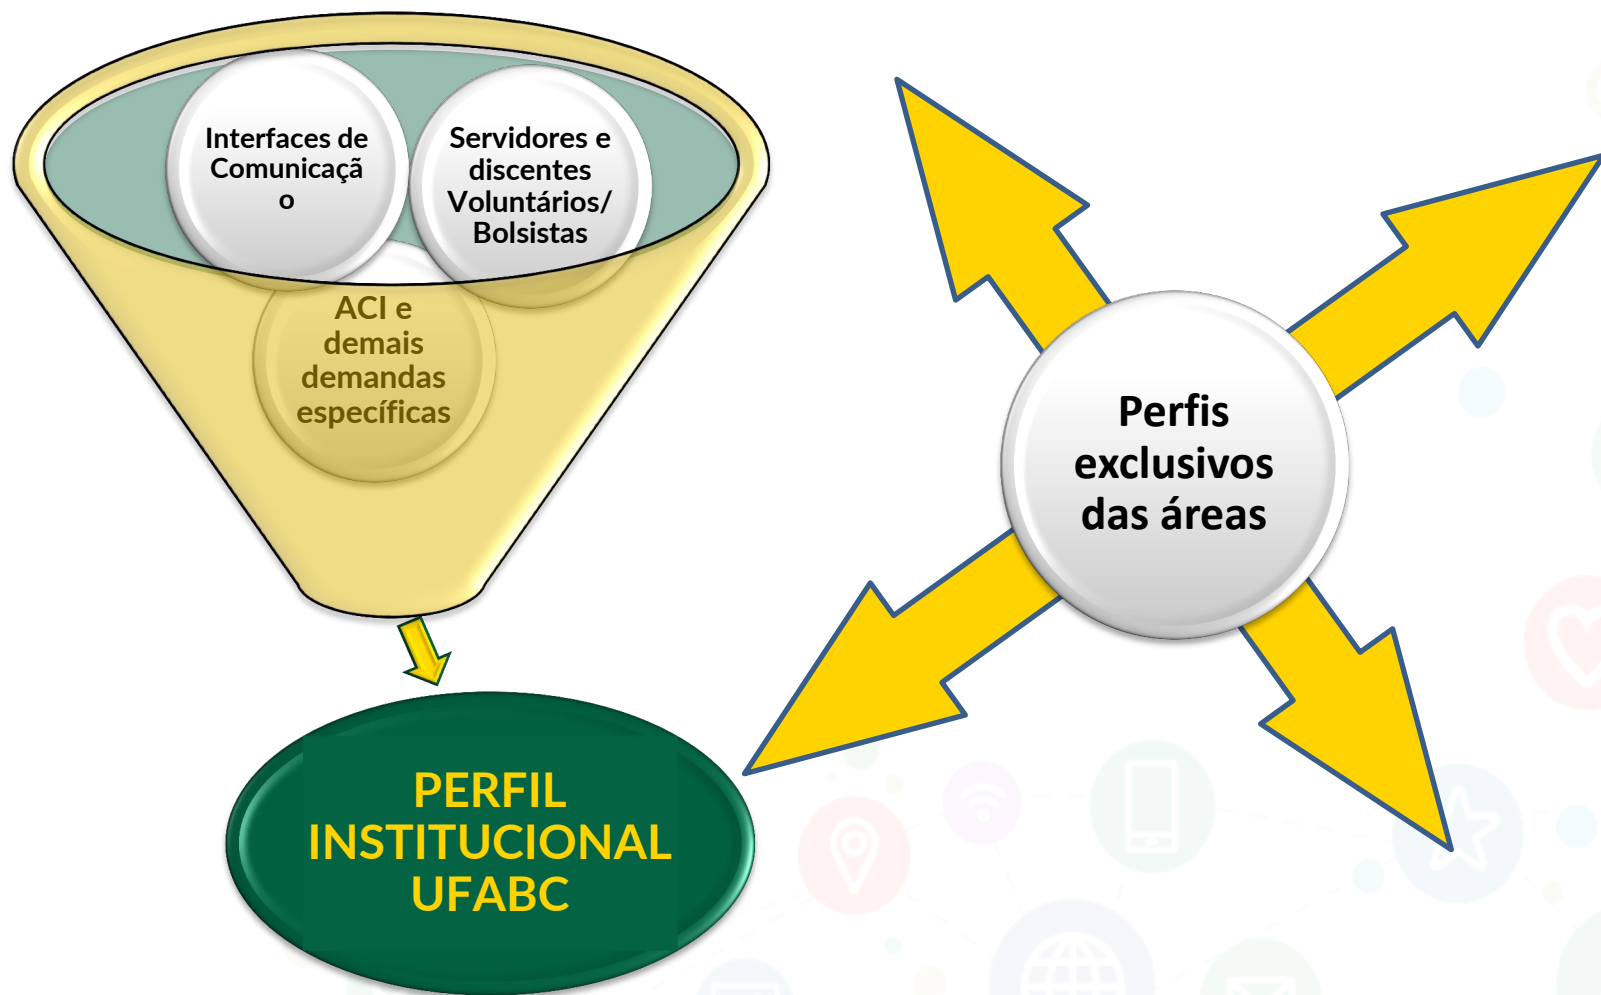 Interfaces de
Comunicaçã
o
Servidores e
discentes
Voluntários/
Bolsistas
ACI e
demais
demandas
específicas
Perfis
exclusivos
das áreas
PERFIL
INSTITUCIONAL
UFABC